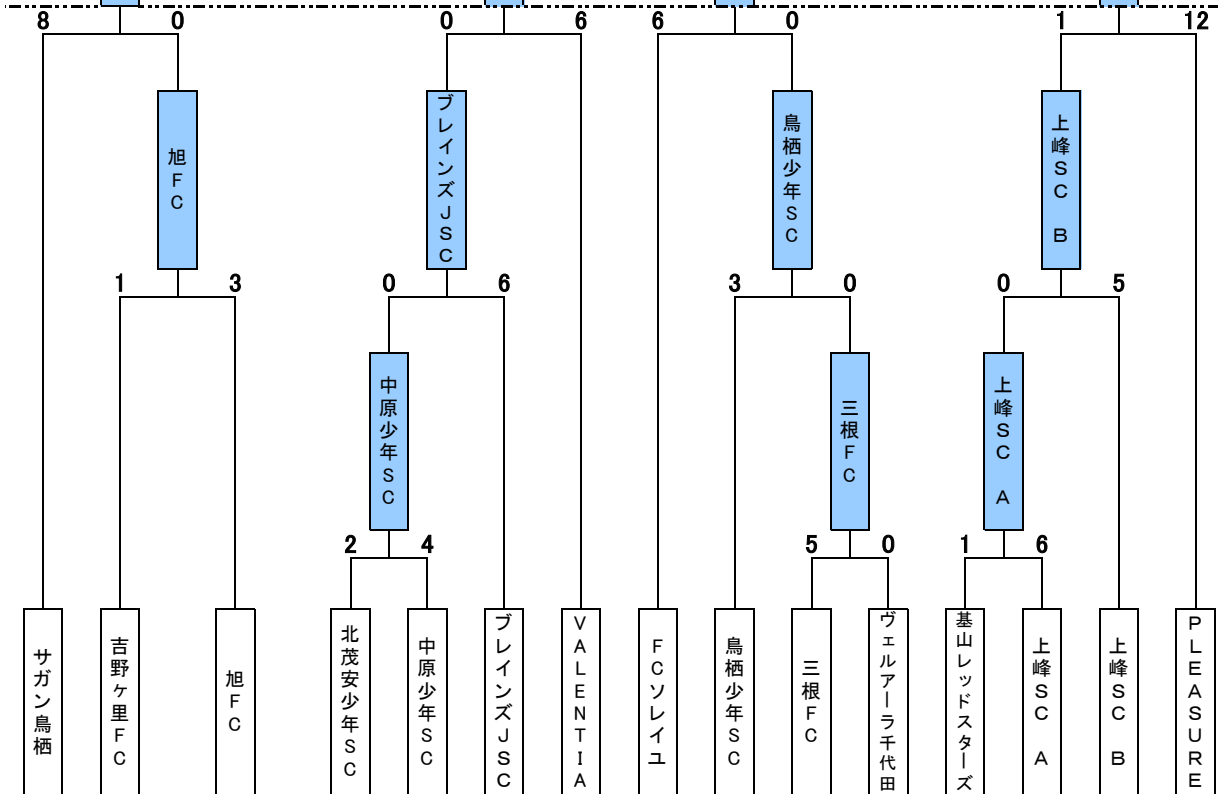 8 0 0 6 6 0 1 12
旭FC
ブレインズJSC
鳥栖少年SC
上峰SC B
1 3 0 6 3 0 0 5
中原少年SC
三根FC
上峰SC A
2 4 5 0 1 6
サガン鳥栖
吉野ヶ里FC
旭FC
北茂安少年SC
中原少年SC
ブレインズJSC
VALENTIA
FCソレイユ
鳥栖少年SC
三根FC
ヴェルアーラ千代田
基山レッドスターズ
上峰SC A
上峰SC B
PLEASURE